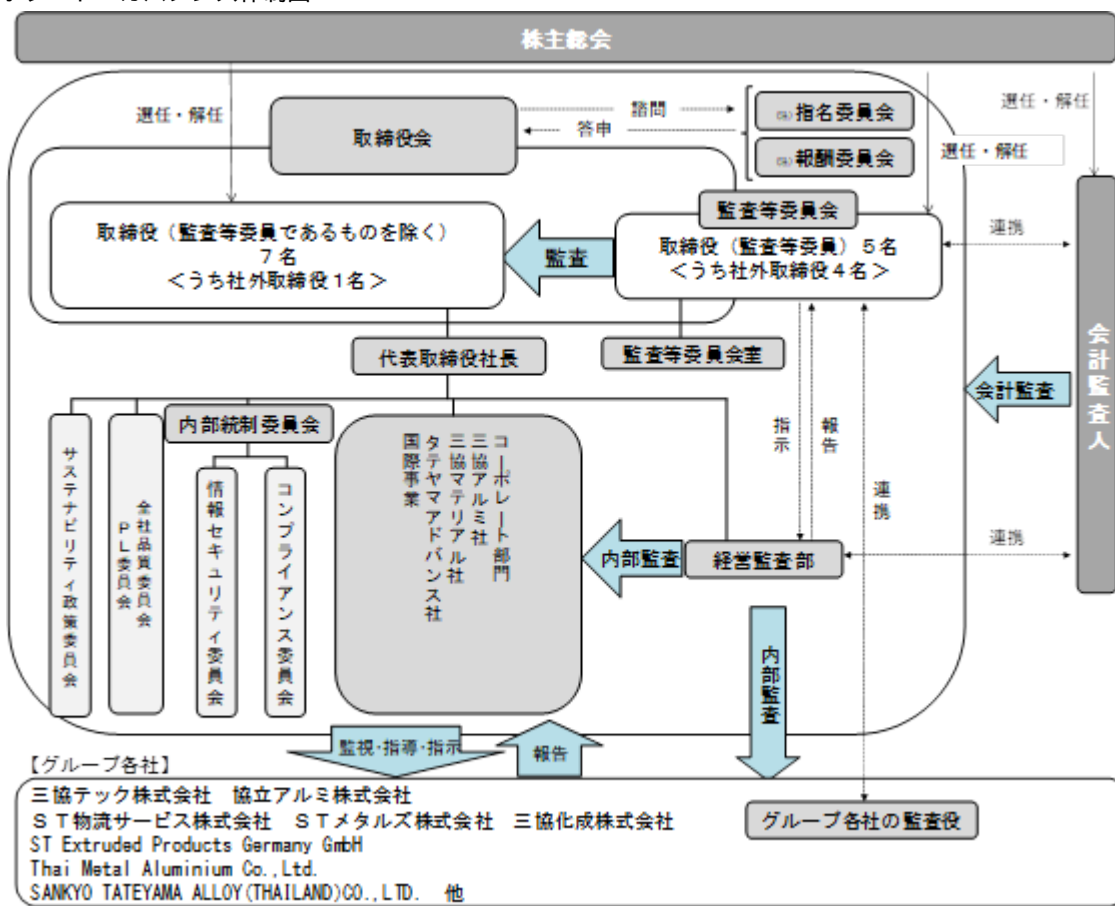 株主総会
選任・解任
取締役会
諮問
答申
指名委員会
報酬委員会
選任・解任
選任・解任
監査等委員会
取締役（監査等委員であるものを除く）
７名
＜うち社外取締役１名＞
監査
取締役（監査等委員）５名
＜うち社外取締役４名＞
連携
代表取締役社長
監査等委員会室
会計監査人
会計監査
内部統制委員会
サステナビリティ政策委員会
全社品質委員会
ＰＬ委員会
情報セキュリティ委員会
コンプライアンス委員会
コーポレート部門
三協アルミ社
三協マテリアル社
タテヤマアドバンス社
国際事業
指示
報告
連携
内部監査
経営監査部
連携
内部監査
監視・指導・指示
報告
【グループ各社】
三協テック株式会社　協立アルミ株式会社
ＳＴ物流サービス株式会社　ＳＴメタルズ株式会社　三協化成株式会社
ST Extruded Products Germany GmbH
Thai Metal Aluminium Co.,Ltd.
SANKYO TATEYAMA ALLOY(THAILAND)CO.,LTD.　他
グループ各社の監査役